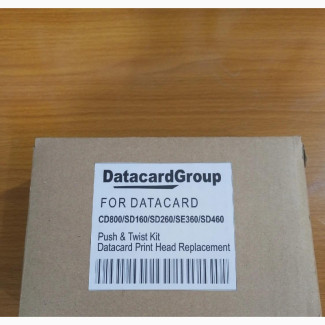 DatacardGroup
FOR DATACARD
CD800/SD160/SD260/SE360/SD460
Push & Twist Kit
Datacard Print Head Replacement